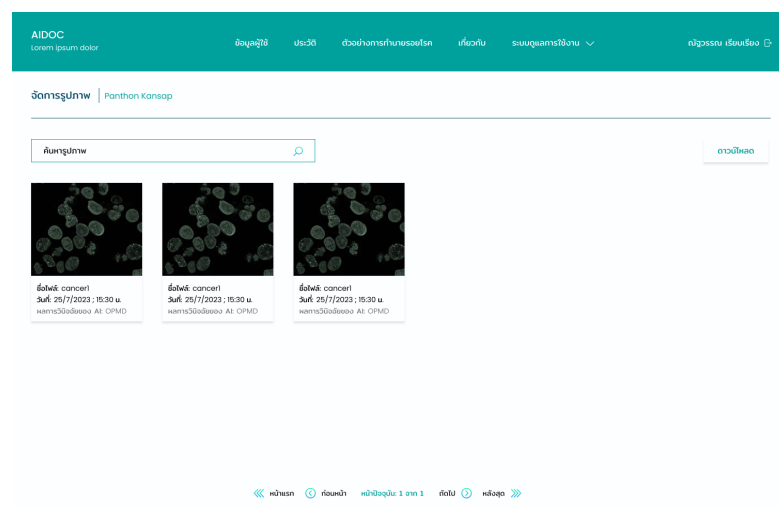 AIDOC
Lorem ipsum dolor
ข้อมูลผู้ใช้ ประวัติ ตัวอย่างการทำนายรอยโรค เกี่ยวกับ ระบบดูแลการใช้งาน ณัฐวรรณ เรียบเรียง
จัดการรูปภาพ Panthon Kansap
ค้นหารูปภาพ
ดาวน์โหลด
ชื่อไฟล์: cancer1 ชื่อไฟล์: cancer1 ชื่อไฟล์: cancer1
วันที่: 25/7/2023 ; 15:30 น. วันที่: 25/7/2023 ; 15:30 น. วันที่: 25/7/2023 ; 15:30 น.
ผลการวินิจฉัยของ AI: OPMD ผลการวินิจฉัยของ AI: OPMD ผลการวินิจฉัยของ AI: OPMD
หน้าแรก ก่อนหน้า หน้าปัจจุบัน: 1 จาก 1 ถัดไป หลังสุด